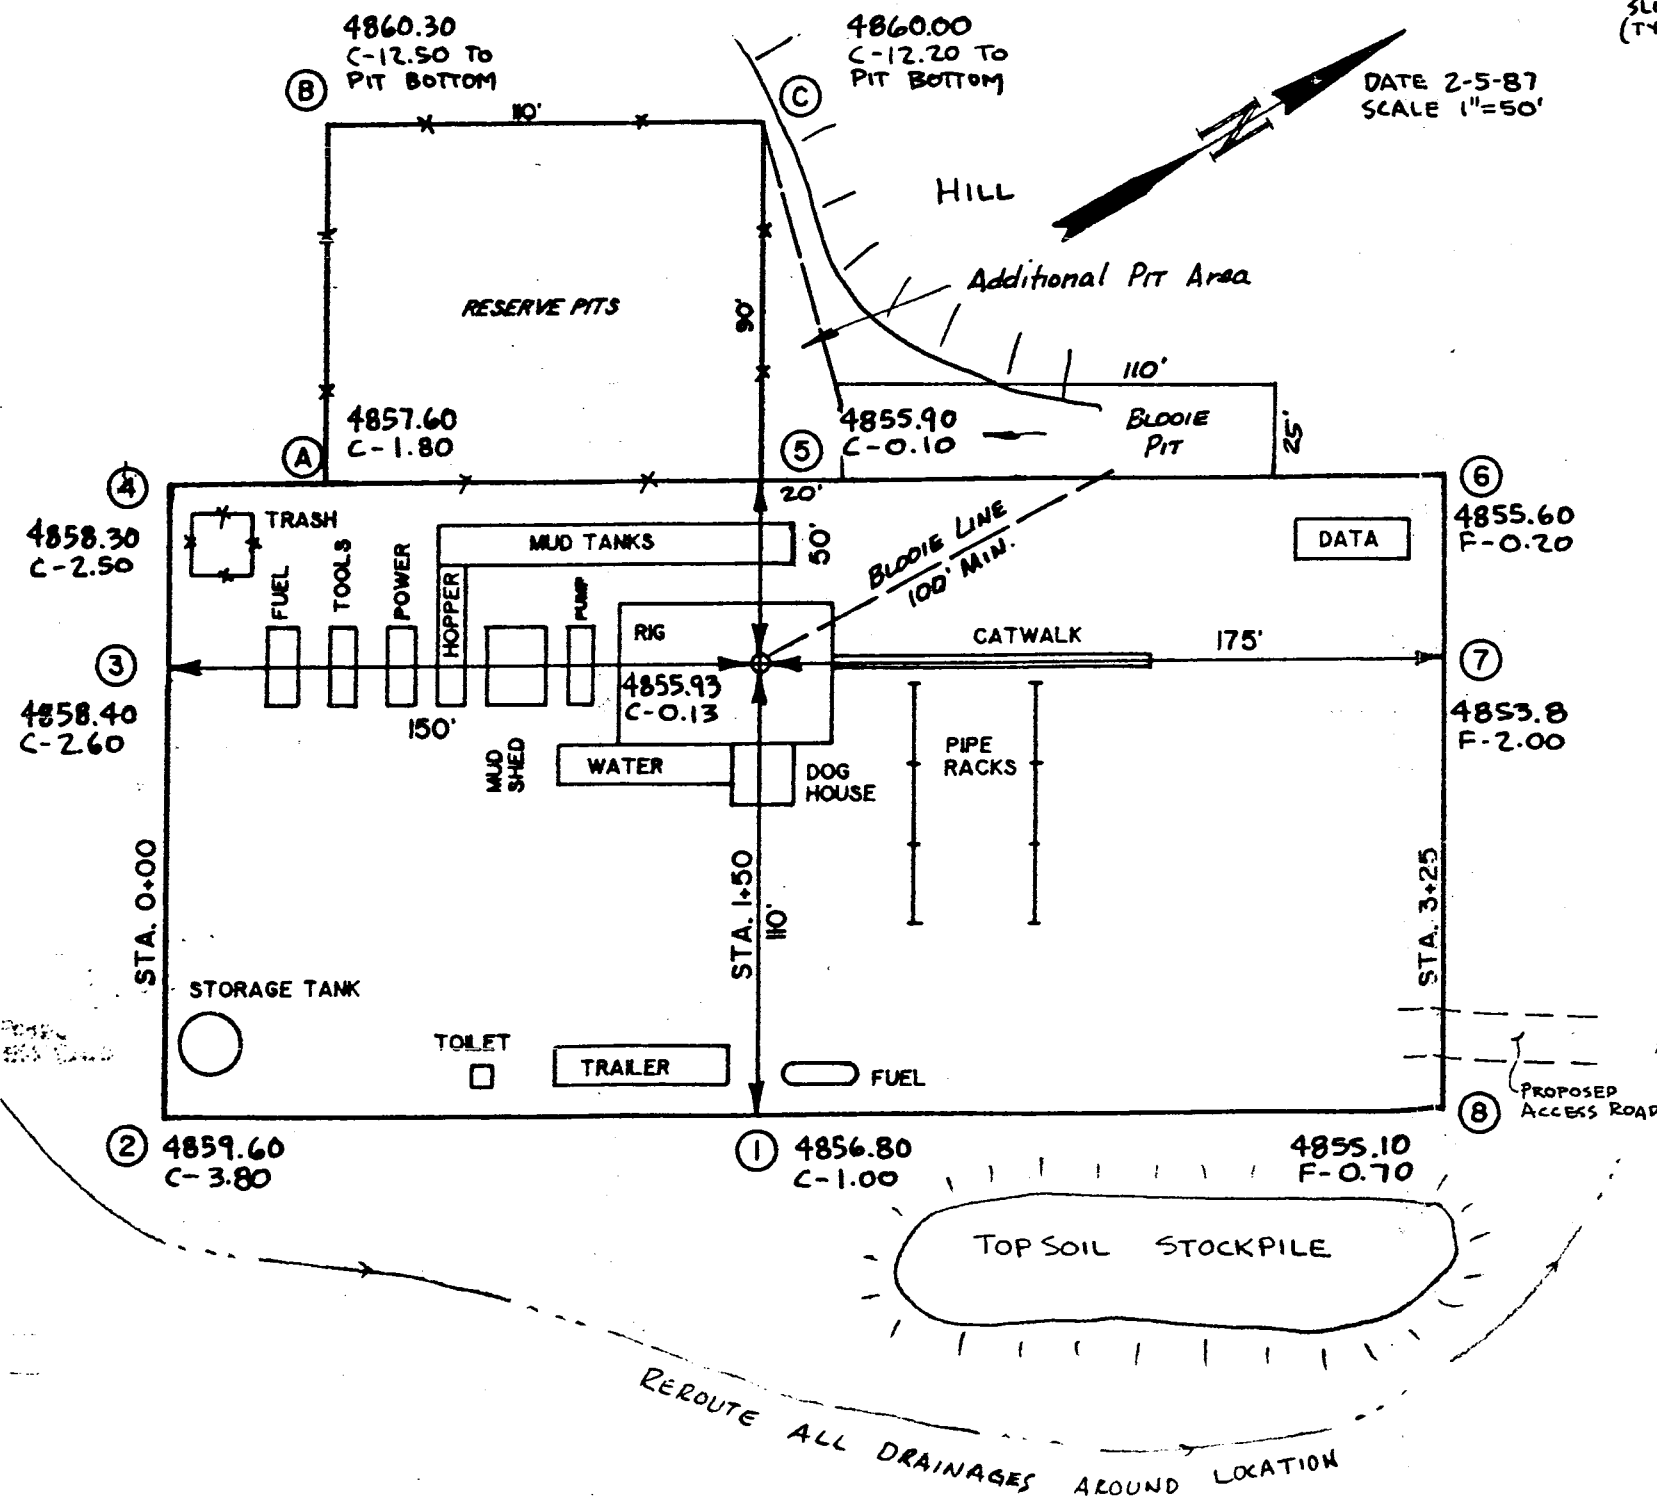 4860.30
C-12.50 TO
PIT BOTTOM
B
4860.00
C-12.20 TO
PIT BOTTOM
C
DATE 2-5-87
SCALE 1"=50'
N
110'
HILL
Additional PIT Area
RESERVE PITS
90'
110'
4857.60
C-1.80
A
5
4855.90
C-0.10
BLOOIE
PIT
25'
4
4858.30
C-2.50
20'
6
4855.60
F-0.20
TRASH
MUD TANKS
50'
BLOOIE LINE
100' MIN.
DATA
FUEL
TOOLS
POWER
HOPPER
PUMP
RIG
CATWALK
175'
3
4858.40
C-2.60
4855.93
C-0.13
7
4853.8
F-2.00
150'
MUD
SHED
WATER
DOG
HOUSE
PIPE
RACKS
STA. 0+00
STA. 1+50
110'
STA. 3+25
STORAGE TANK
TOILET
TRAILER
FUEL
PROPOSED
ACCESS ROAD
2
4859.60
C-3.80
1
4856.80
C-1.00
4855.10
F-0.70
8
TOPSOIL STOCKPILE
REROUTE ALL DRAINAGES AROUND LOCATION